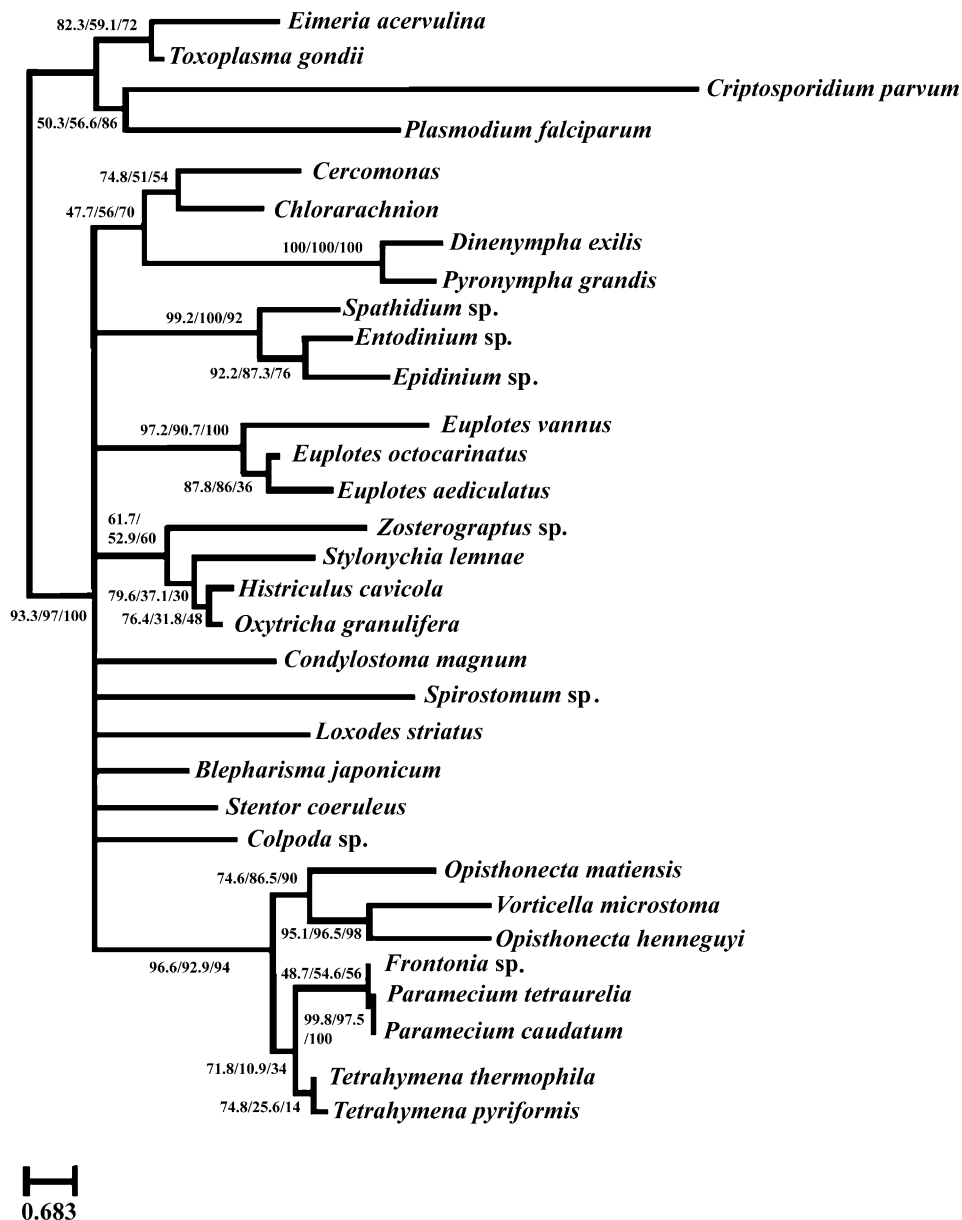 82.3/59.1/72
Eimeria acervulina
Toxoplasma gondii
Criptosporidium parvum
50.3/56.6/86
Plasmodium falciparum
74.8/51/54
Cercomonas
47.7/56/70
Chlorarachnion
100/100/100
Dinenympha exilis
Pyronympha grandis
Spathidium sp.
99.2/100/92
Entodinium sp.
92.2/87.3/76
Epidinium sp.
97.2/90.7/100
Euplotes vannus
Euplotes octocarinatus
87.8/86/36
Euplotes aediculatus
61.7/
52.9/60
Zosterograptus sp.
Stylonychia lemnae
79.6/37.1/30
Histriculus cavicola
76.4/31.8/48
Oxytricha granulifera
93.3/97/100
Condylostoma magnum
Spirostomum sp.
Loxodes striatus
Blepharisma japonicum
Stentor coeruleus
Colpoda sp.
74.6/86.5/90
Opisthonecta matiensis
Vorticella microstoma
95.1/96.5/98
Opisthonecta henneguyi
96.6/92.9/94
Frontonia sp.
48.7/54.6/56
Paramecium tetraurelia
99.8/97.5
/100
Paramecium caudatum
71.8/10.9/34
Tetrahymena thermophila
74.8/25.6/14
Tetrahymena pyriformis
0.683